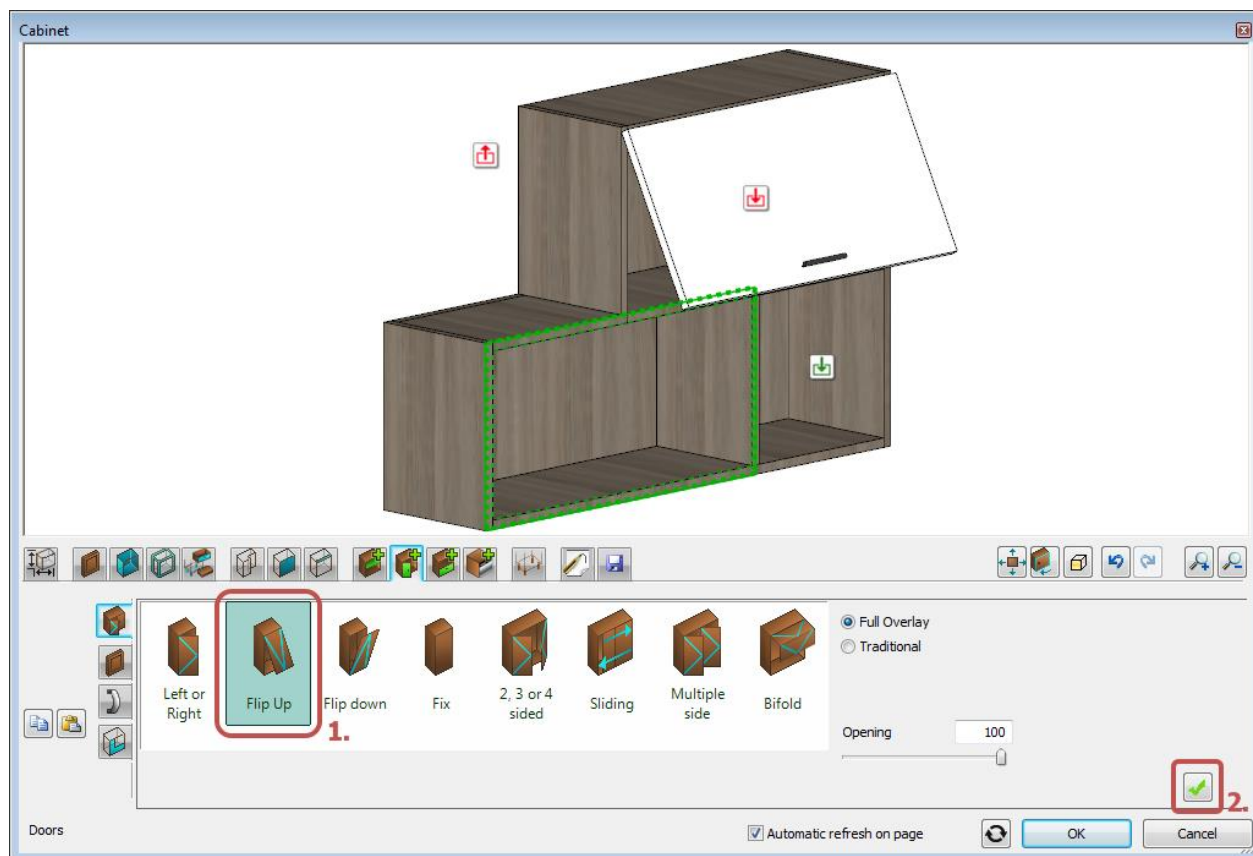 Cabinet
Left or
Right
Flip Up
Flip down
Fix
2, 3 or 4
sided
Sliding
Multiple
side
Bifold
1.
Full Overlay
Traditional
Opening
100
2.
Doors
Automatic refresh on page
OK
Cancel